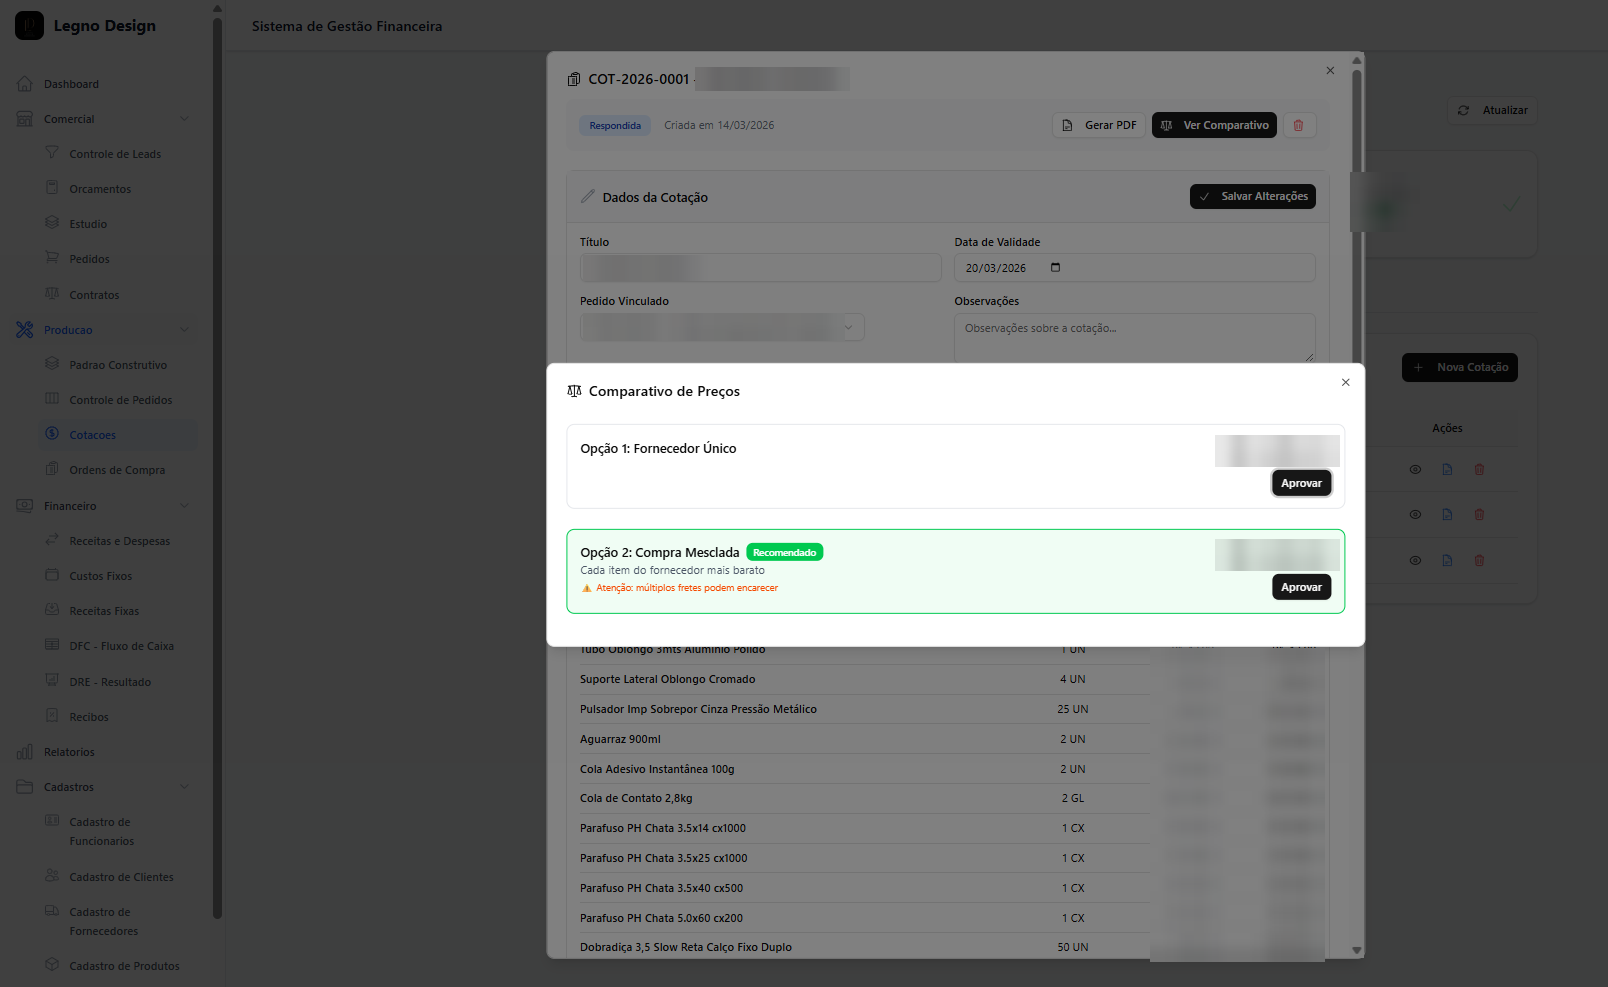 Legno Design
Sistema de Gestão Financeira
Dashboard
Comercial
Controle de Leads
Orcamentos
Estudio
Pedidos
Contratos
Producao
Padrao Construtivo
Controle de Pedidos
Cotacoes
Ordens de Compra
Financeiro
Receitas e Despesas
Custos Fixos
Receitas Fixas
DFC - Fluxo de Caixa
DRE - Resultado
Recibos
Relatorios
Cadastros
Cadastro de
Funcionarios
Cadastro de Clientes
Cadastro de
Fornecedores
Cadastro de Produtos
Atualizar
Nova Cotação
Ações
COT-2026-0001
Respondida
Criada em 14/03/2026
Gerar PDF
Ver Comparativo
Dados da Cotação
Salvar Alterações
Título
Data de Validade
20/03/2026
Pedido Vinculado
Observações
Observações sobre a cotação...
Comparativo de Preços
Opção 1: Fornecedor Único
Aprovar
Opção 2: Compra Mesclada Recomendado
Cada item do fornecedor mais barato
Atenção: múltiplos fretes podem encarecer
Aprovar
Tubo Oblongo 3mts Aluminio Polido 1 UN
Suporte Lateral Oblongo Cromado 4 UN
Pulsador Imp Sobrepor Cinza Pressão Metálico 25 UN
Aguarraz 900ml 2 UN
Cola Adesivo Instantânea 100g 2 UN
Cola de Contato 2,8kg 2 GL
Parafuso PH Chata 3.5x14 cx1000 1 CX
Parafuso PH Chata 3.5x25 cx1000 1 CX
Parafuso PH Chata 3.5x40 cx500 1 CX
Parafuso PH Chata 5.0x60 cx200 1 CX
Dobradiça 3,5 Slow Reta Calço Fixo Duplo 50 UN